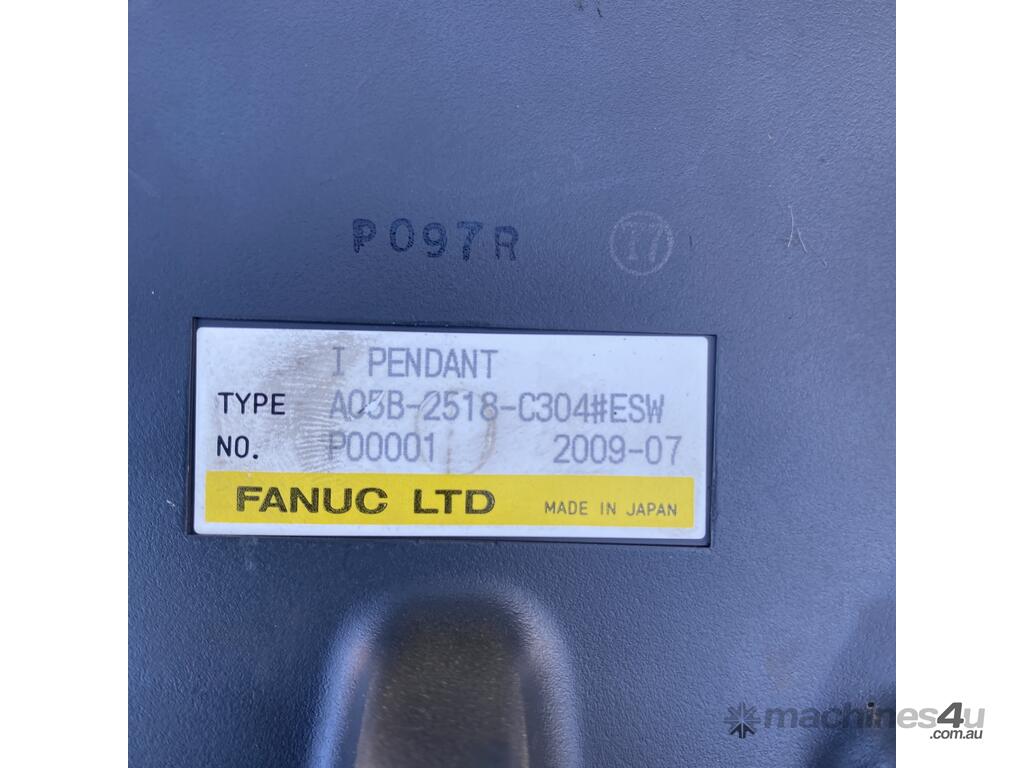 P097R 17
I PENDANT
TYPE A05B-2518-C304#ESW
NO. P00001 2009-07
FANUC LTD MADE IN JAPAN
machines4u
.com.au